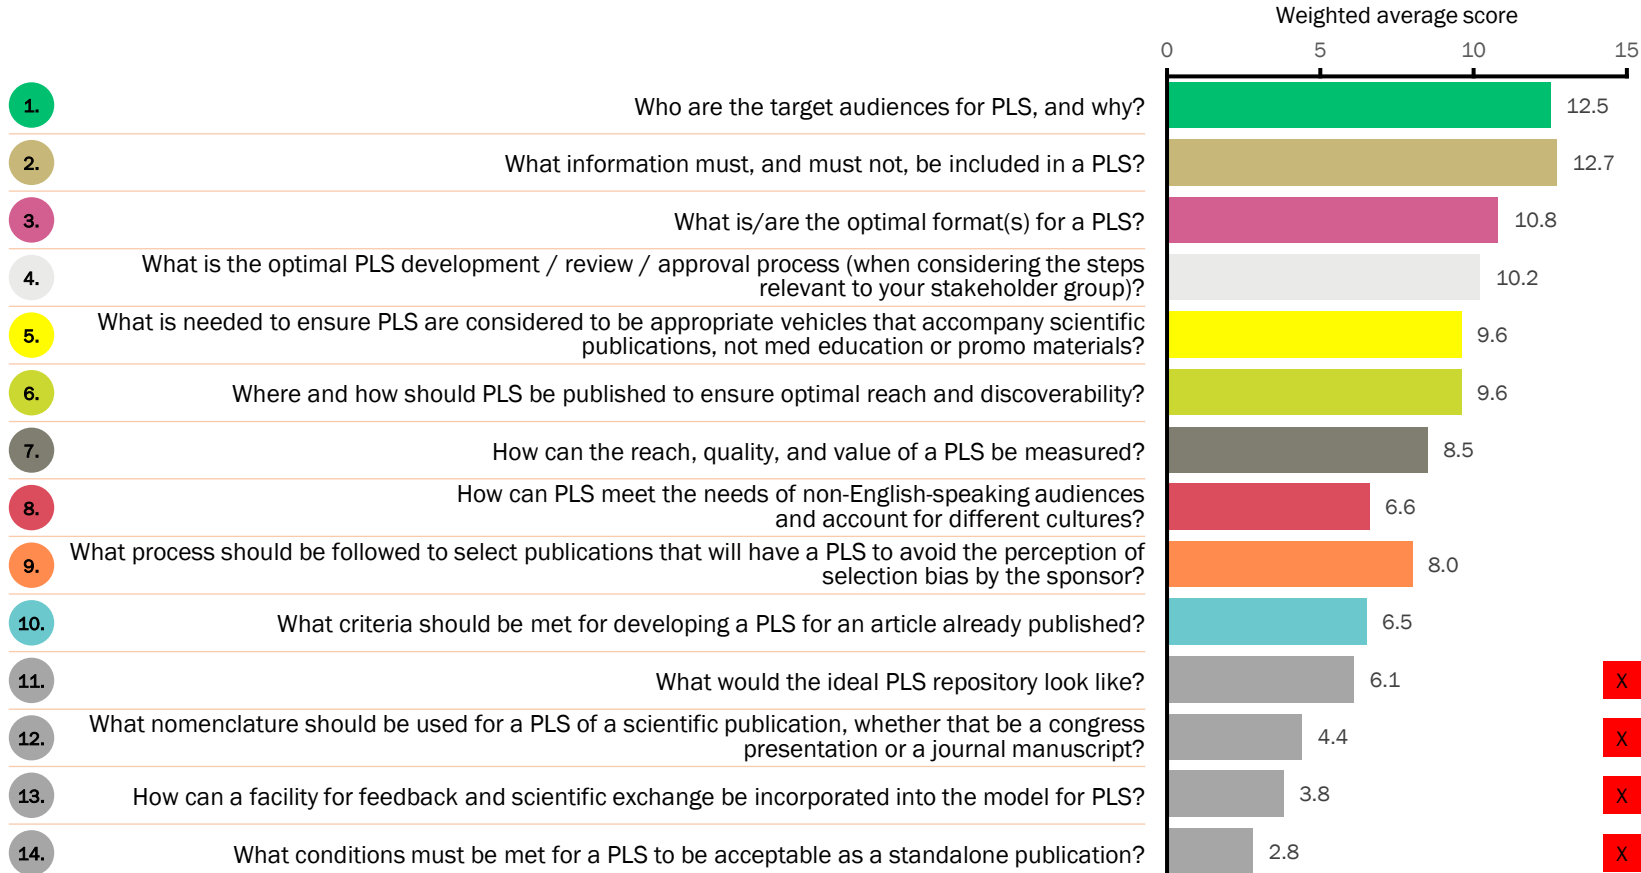 Weighted average score
0 5 10 15
1. Who are the target audiences for PLS, and why? 12.5
2. What information must, and must not, be included in a PLS? 12.7
3. What is/are the optimal format(s) for a PLS? 10.8
4. What is the optimal PLS development / review / approval process (when considering the steps
relevant to your stakeholder group)? 10.2
5. What is needed to ensure PLS are considered to be appropriate vehicles that accompany scientific
publications, not med education or promo materials? 9.6
6. Where and how should PLS be published to ensure optimal reach and discoverability? 9.6
7. How can the reach, quality, and value of a PLS be measured? 8.5
8. How can PLS meet the needs of non-English-speaking audiences
and account for different cultures? 6.6
9. What process should be followed to select publications that will have a PLS to avoid the perception of
selection bias by the sponsor? 8.0
10. What criteria should be met for developing a PLS for an article already published? 6.5
11. What would the ideal PLS repository look like? 6.1 X
12. What nomenclature should be used for a PLS of a scientific publication, whether that be a congress
presentation or a journal manuscript? 4.4 X
13. How can a facility for feedback and scientific exchange be incorporated into the model for PLS? 3.8 X
14. What conditions must be met for a PLS to be acceptable as a standalone publication? 2.8 X